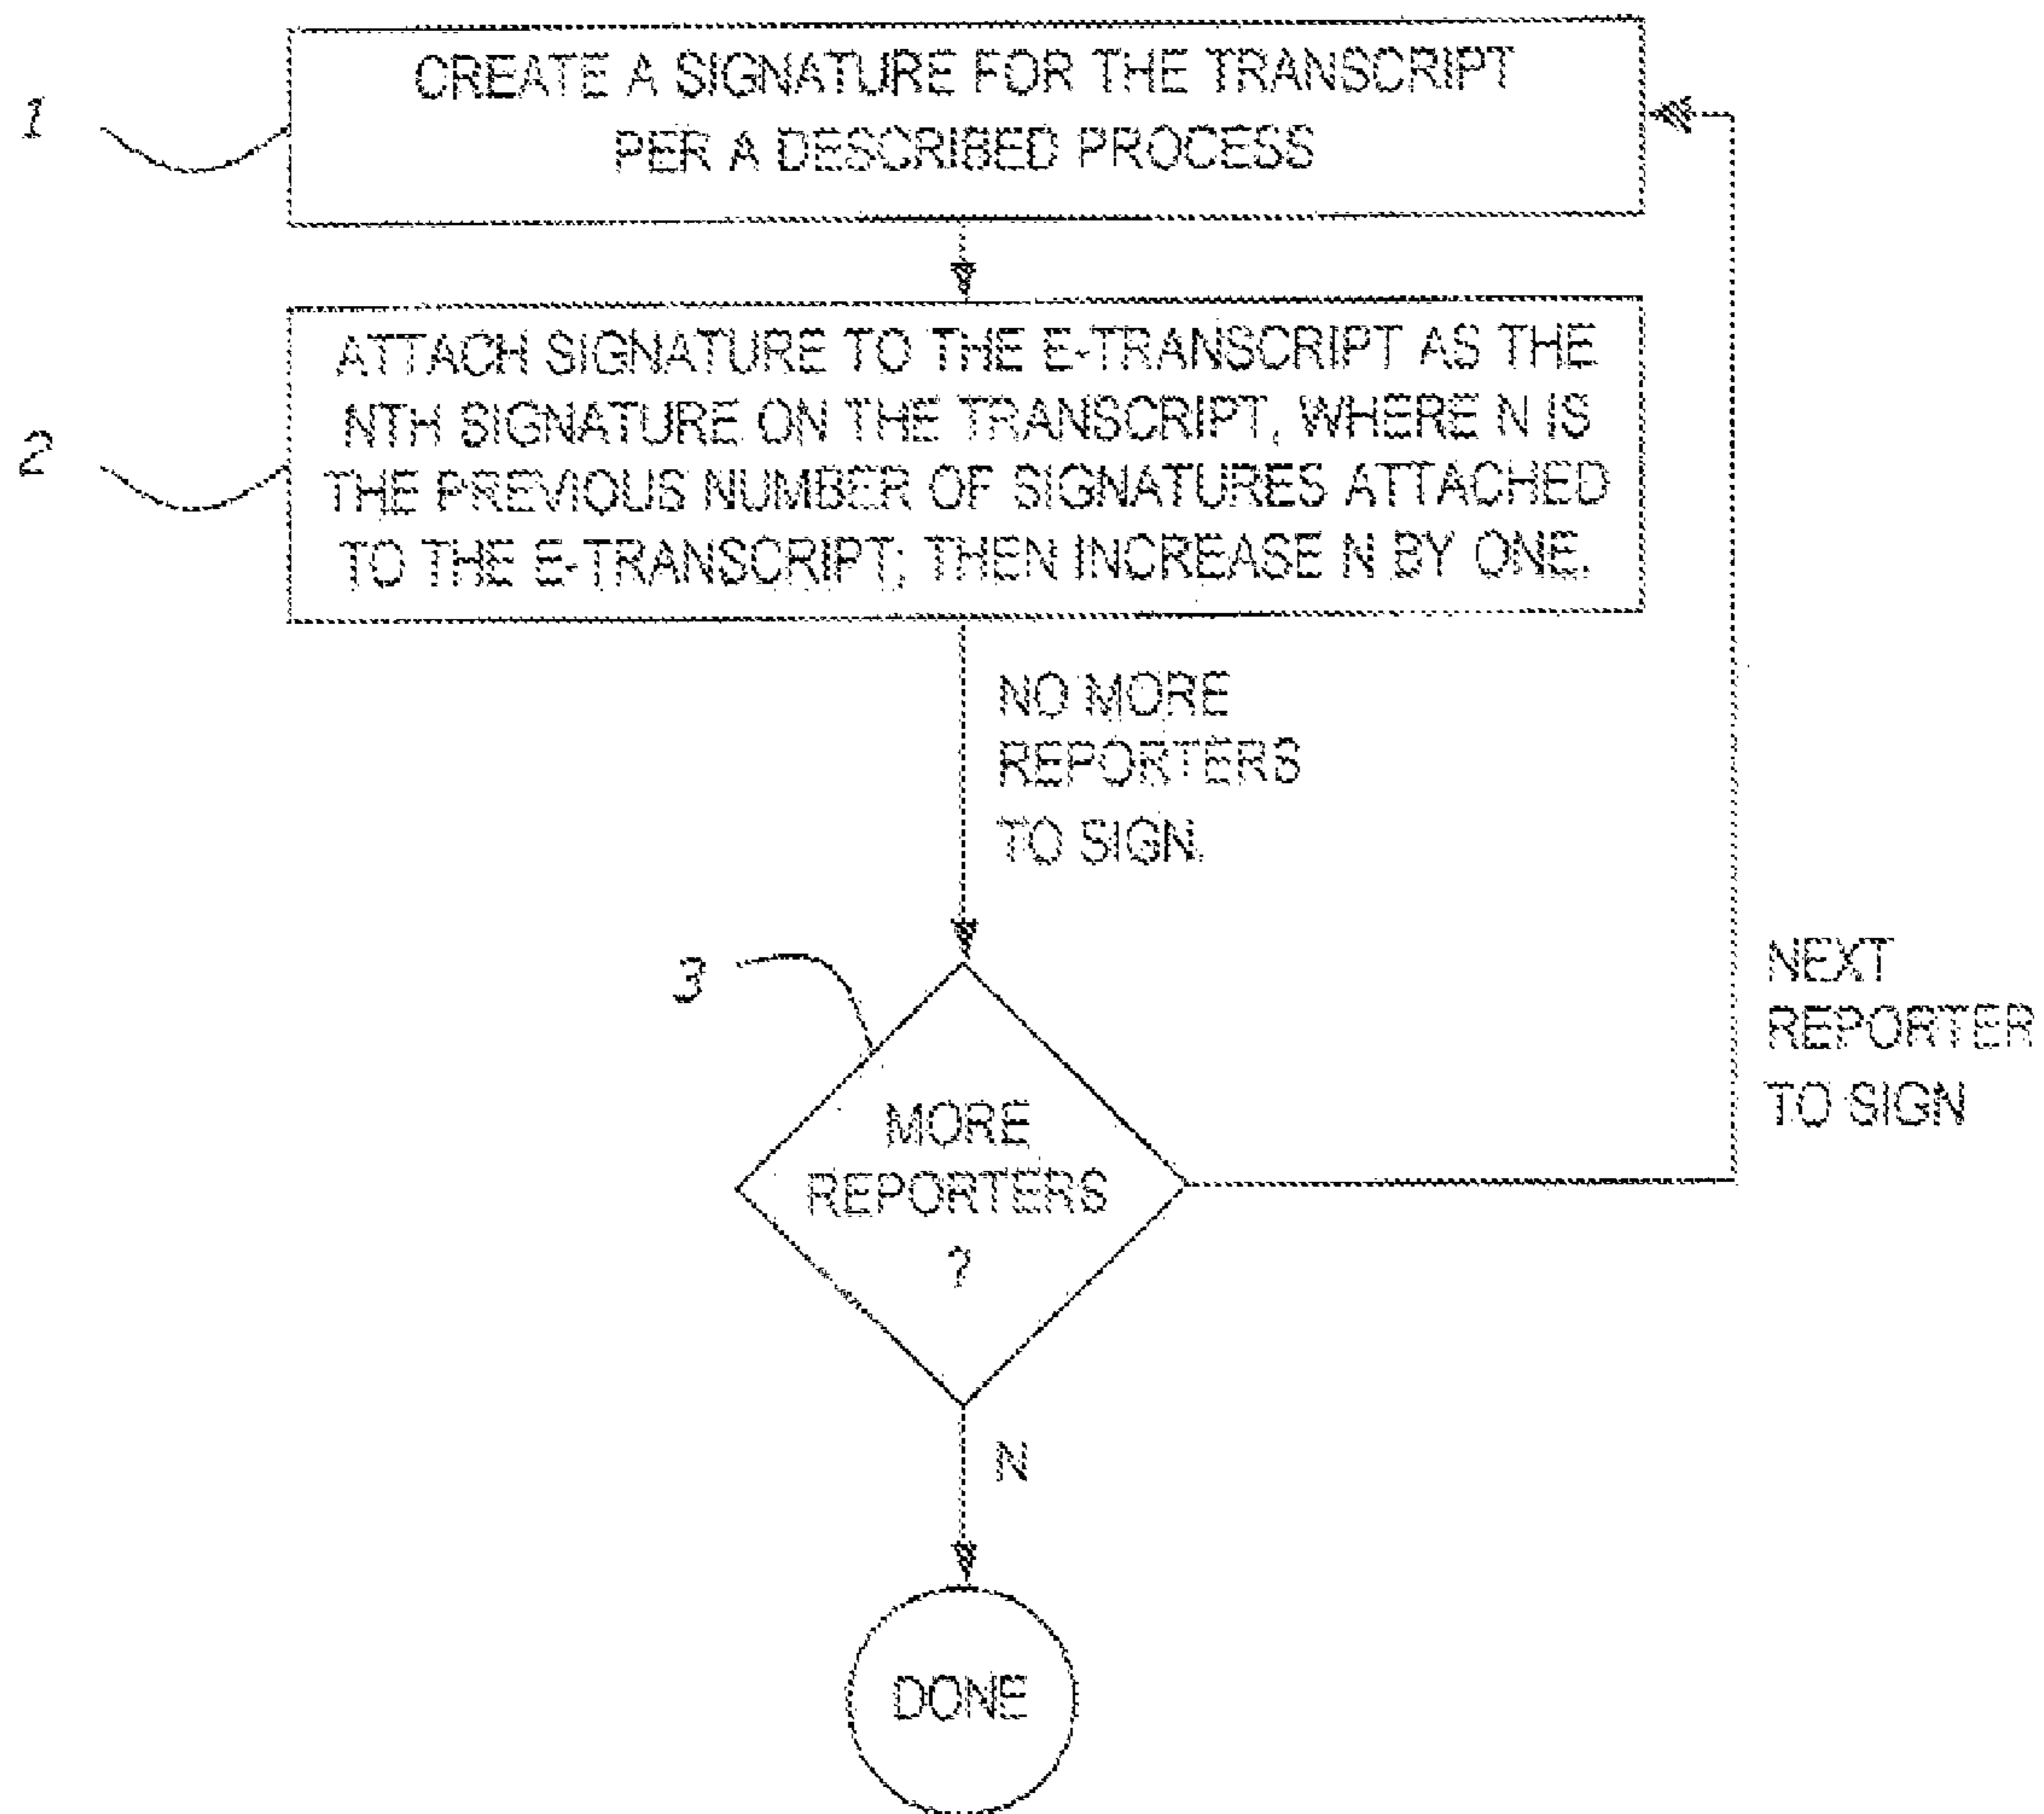 1
CREATE A SIGNATURE FOR THE TRANSCRIPT
PER A DESCRIBED PROCESS
2
ATTACH SIGNATURE TO THE E-TRANSCRIPT AS THE
NTH SIGNATURE ON THE TRANSCRIPT, WHERE N IS
THE PREVIOUS NUMBER OF SIGNATURES ATTACHED
TO THE E-TRANSCRIPT; THEN INCREASE N BY ONE.
NO MORE
REPORTERS
TO SIGN.
3
MORE
REPORTERS
?
NEXT
REPORTER
TO SIGN
N
DONE